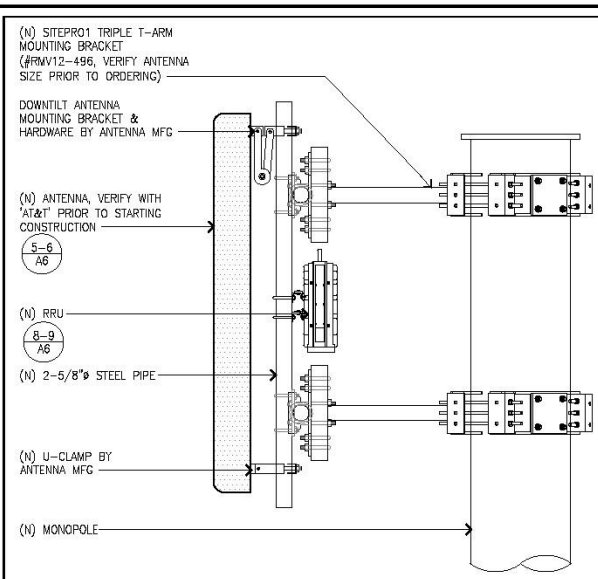 (N) SITEPRO1 TRIPLE T-ARM
MOUNTING BRACKET
(#RMV12-496, VERIFY ANTENNA
SIZE PRIOR TO ORDERING)
DOWNTILT ANTENNA
MOUNTING BRACKET &
HARDWARE BY ANTENNA MFG
(N) ANTENNA, VERIFY WITH
'AT&T' PRIOR TO STARTING
CONSTRUCTION
5-6
A6
(N) RRU
8-9
A6
(N) 2-5/8"ø STEEL PIPE
(N) U-CLAMP BY
ANTENNA MFG
(N) MONOPOLE